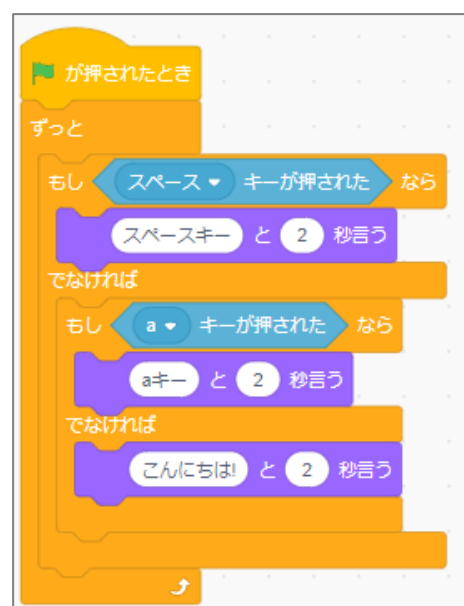 が押されたとき
ずっと
もし スペース キーが押された なら
スペースキー と 2 秒言う
でなければ
もし a キーが押された なら
aキー と 2 秒言う
でなければ
こんにちは! と 2 秒言う